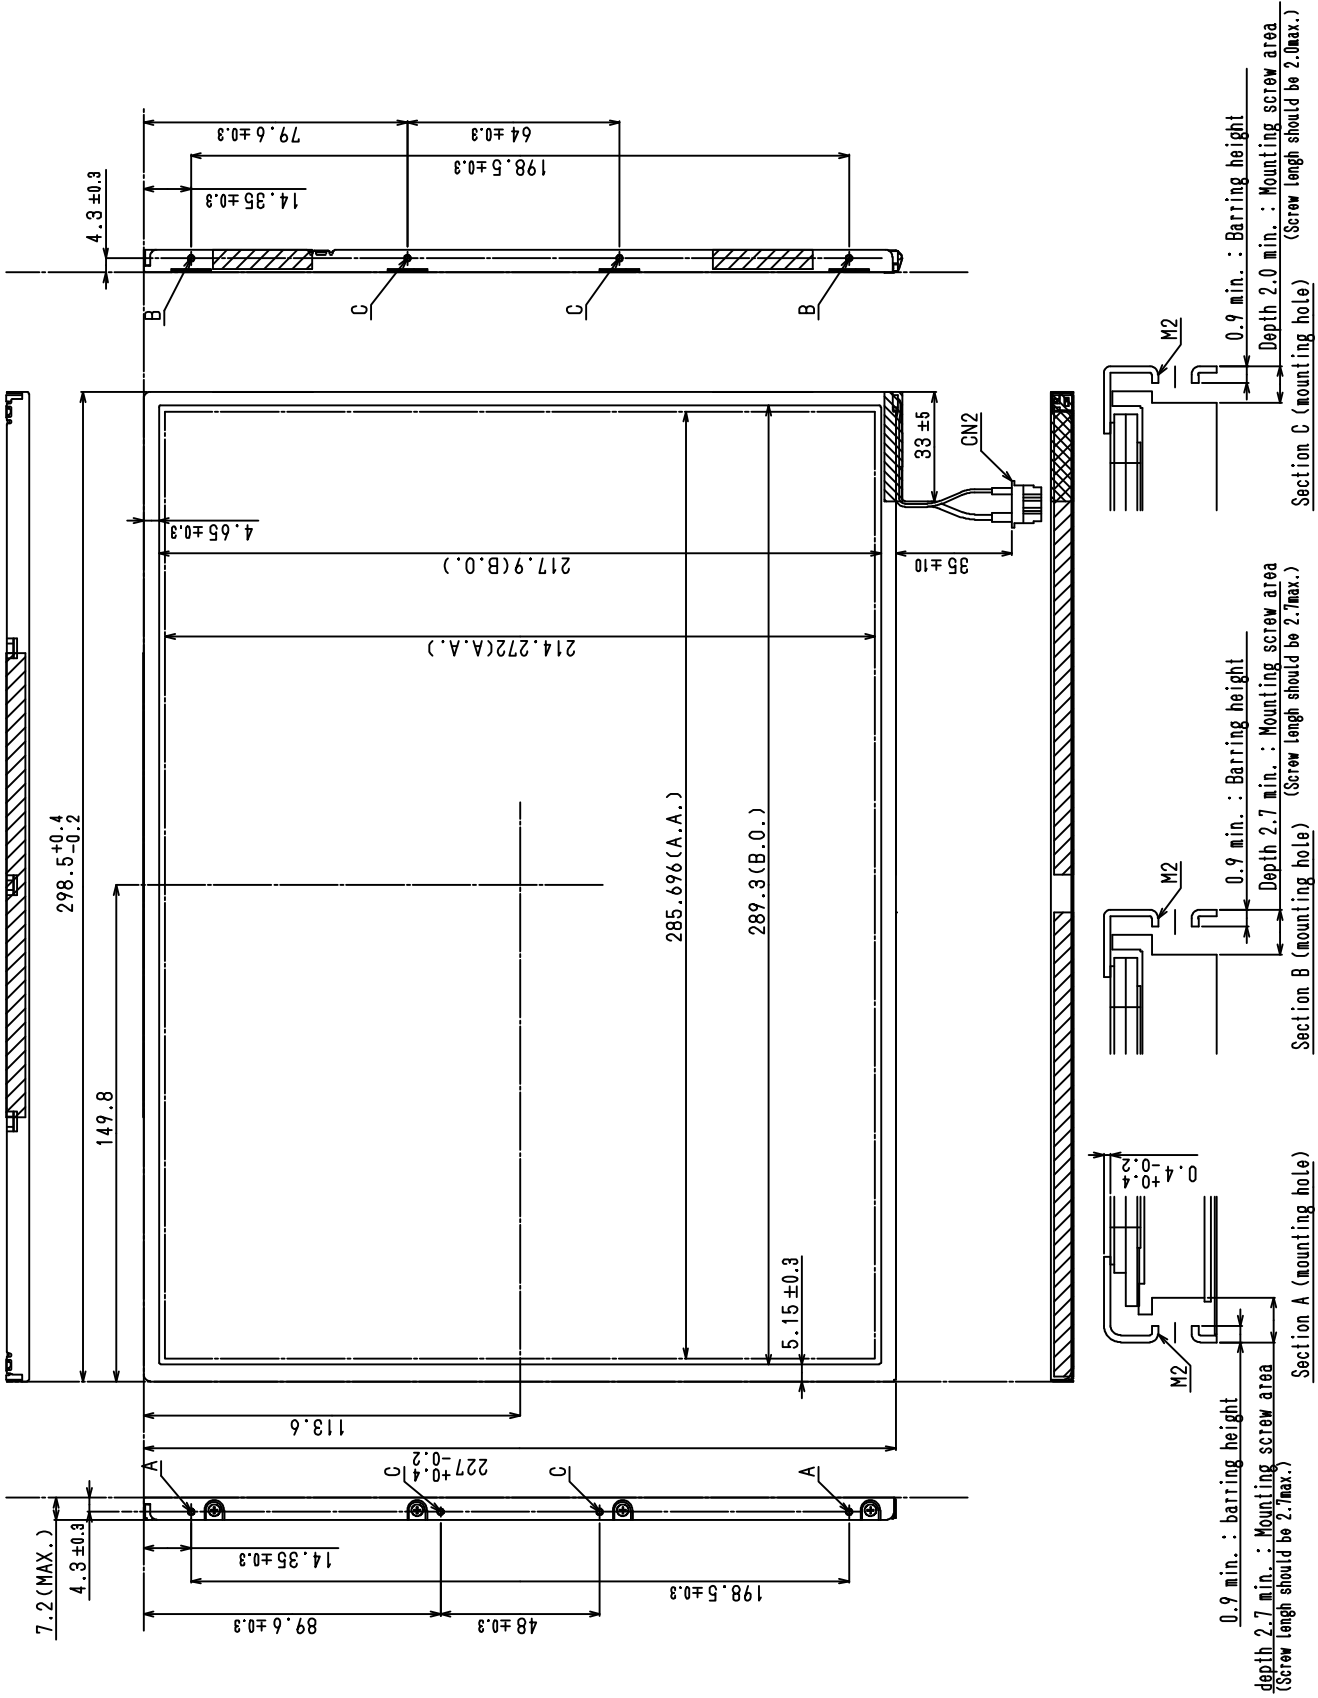 7.2(MAX.)
4.3±0.3
14.35±0.3
198.5±0.3
89.6±0.3
48±0.3
A
C
C
A
227 +0.4 -0.2
113.6
149.8
298.5 +0.4 -0.2
5.15±0.3
289.3(B.O.)
285.696(A.A.)
214.272(A.A.)
217.9(B.O.)
4.65±0.3
35±10
33±5
CN2
4.3±0.3
14.35±0.3
198.5±0.3
79.6±0.3
64±0.3
B
C
C
B
0.4 +0.4 -0.2
M2
0.9 min. : barring height
depth 2.7 min. : Mounting screw area
(Screw lengh should be 2.7max.)
Section A (mounting hole)
M2
0.9 min. : Barring height
Depth 2.7 min. : Mounting screw area
(Screw lengh should be 2.7max.)
Section B (mounting hole)
M2
0.9 min. : Barring height
Depth 2.0 min. : Mounting screw area
(Screw lengh should be 2.0max.)
Section C (mounting hole)